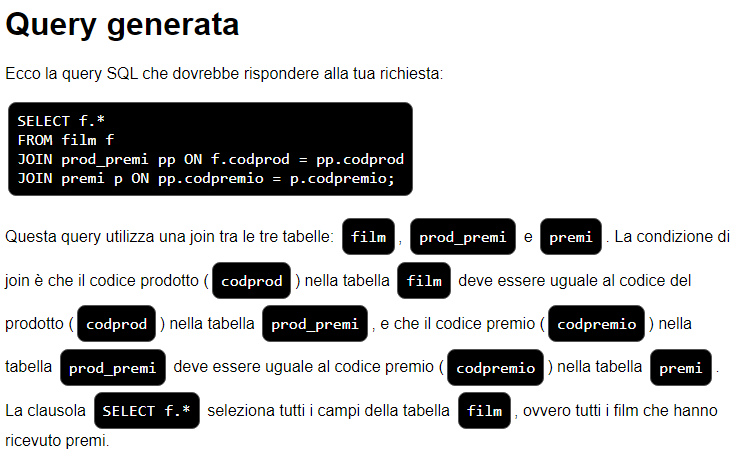 Query generata
Ecco la query SQL che dovrebbe rispondere alla tua richiesta:
SELECT f.*
FROM film f
JOIN prod_premi pp ON f.codprod = pp.codprod
JOIN premi p ON pp.codpremio = p.codpremio;
Questa query utilizza una join tra le tre tabelle: film , prod_premi e premi . La condizione di
join è che il codice prodotto ( codprod ) nella tabella film deve essere uguale al codice del
prodotto ( codprod ) nella tabella prod_premi , e che il codice premio ( codpremio ) nella
tabella prod_premi deve essere uguale al codice premio ( codpremio ) nella tabella premi .
La clausola SELECT f.* seleziona tutti i campi della tabella film , ovvero tutti i film che hanno
ricevuto premi.